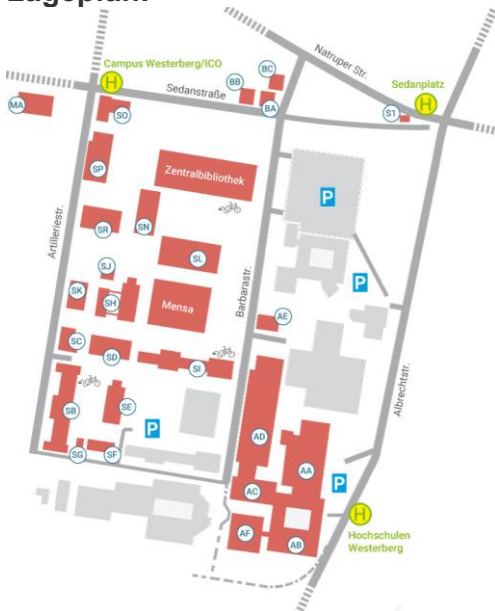 Lageplan
Campus Westerberg/ICO
H
Natruper Str.
Sedanplatz
H
BC
BB
BA
Sedanstraße
MA
SO
S1
SP
Zentralbibliothek
P
SN
SR
Artilleriestr.
SL
SJ
Barbarastr.
P
SK
SH
Mensa
AE
SC
SD
SI
Albrechtstr.
SB
SE
P
AD
AA
SG
SF
P
AC
H
AF
AB
Hochschulen
Westerberg